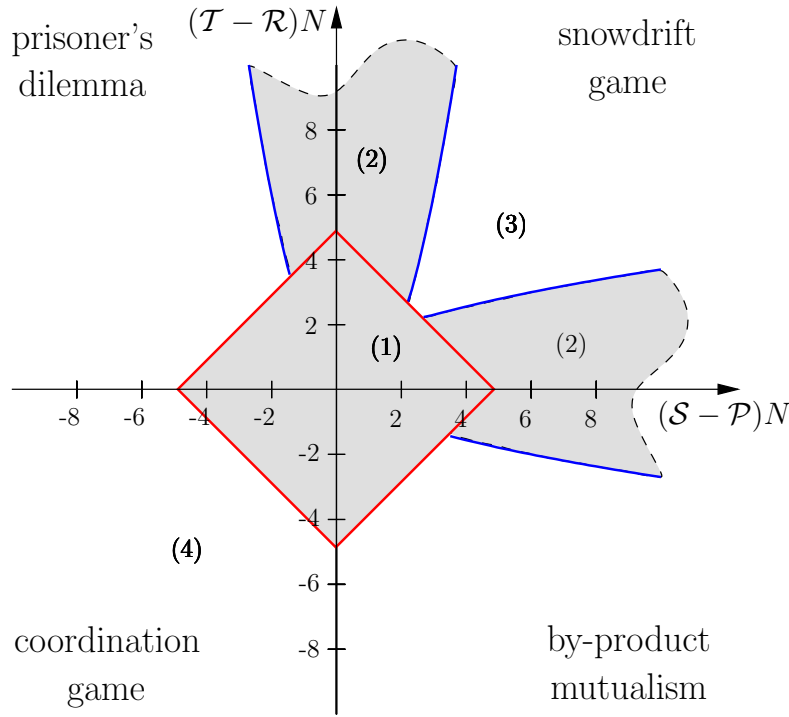 prisoner's
dilemma
(𝒯 − ℛ)N
snowdrift
game
8
(2)
6
(3)
4
2
(1)
(2)
-8
-6
-4
-2
2
4
6
8
(𝒮 − 𝒫)N
-2
-4
(4)
-6
coordination
game
-8
by-product
mutualism